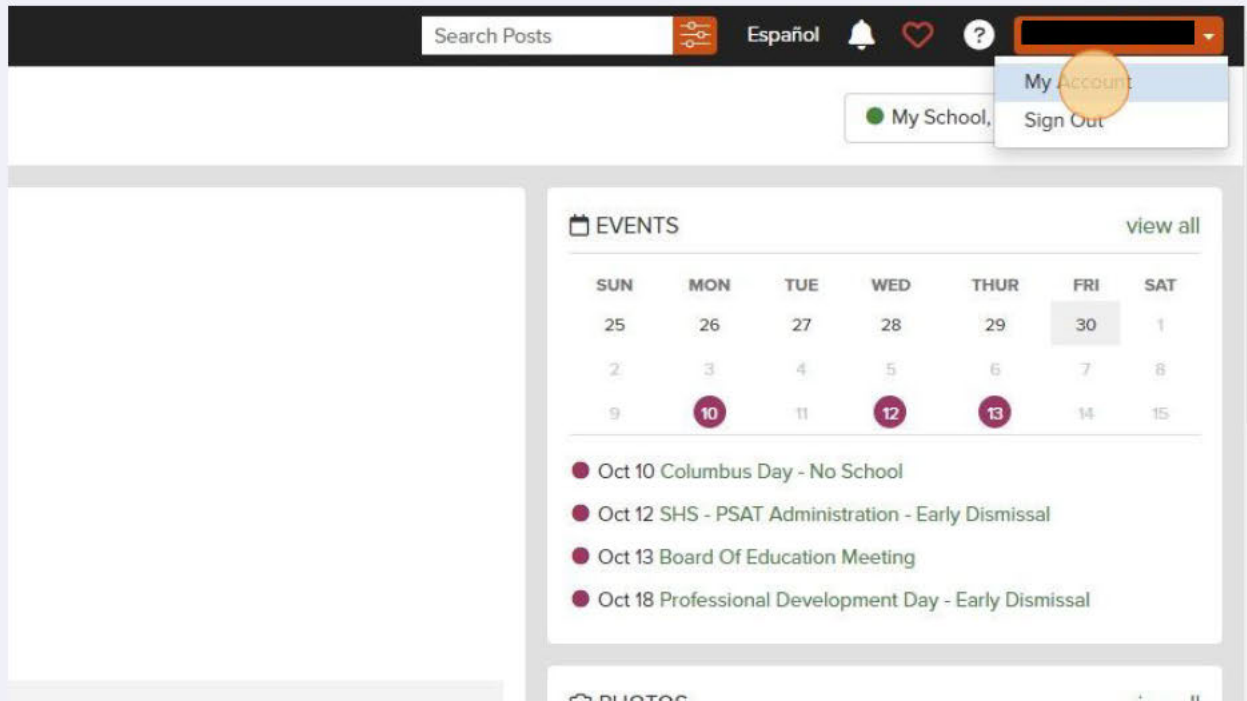 Search Posts Español ?
My Account
My School,
Sign Out
EVENTS view all
SUN MON TUE WED THUR FRI SAT
25 26 27 28 29 30 1
2 3 4 5 6 7 8
9 10 11 12 13 14 15
Oct 10 Columbus Day - No School
Oct 12 SHS - PSAT Administration - Early Dismissal
Oct 13 Board Of Education Meeting
Oct 18 Professional Development Day - Early Dismissal
PHOTOS view all